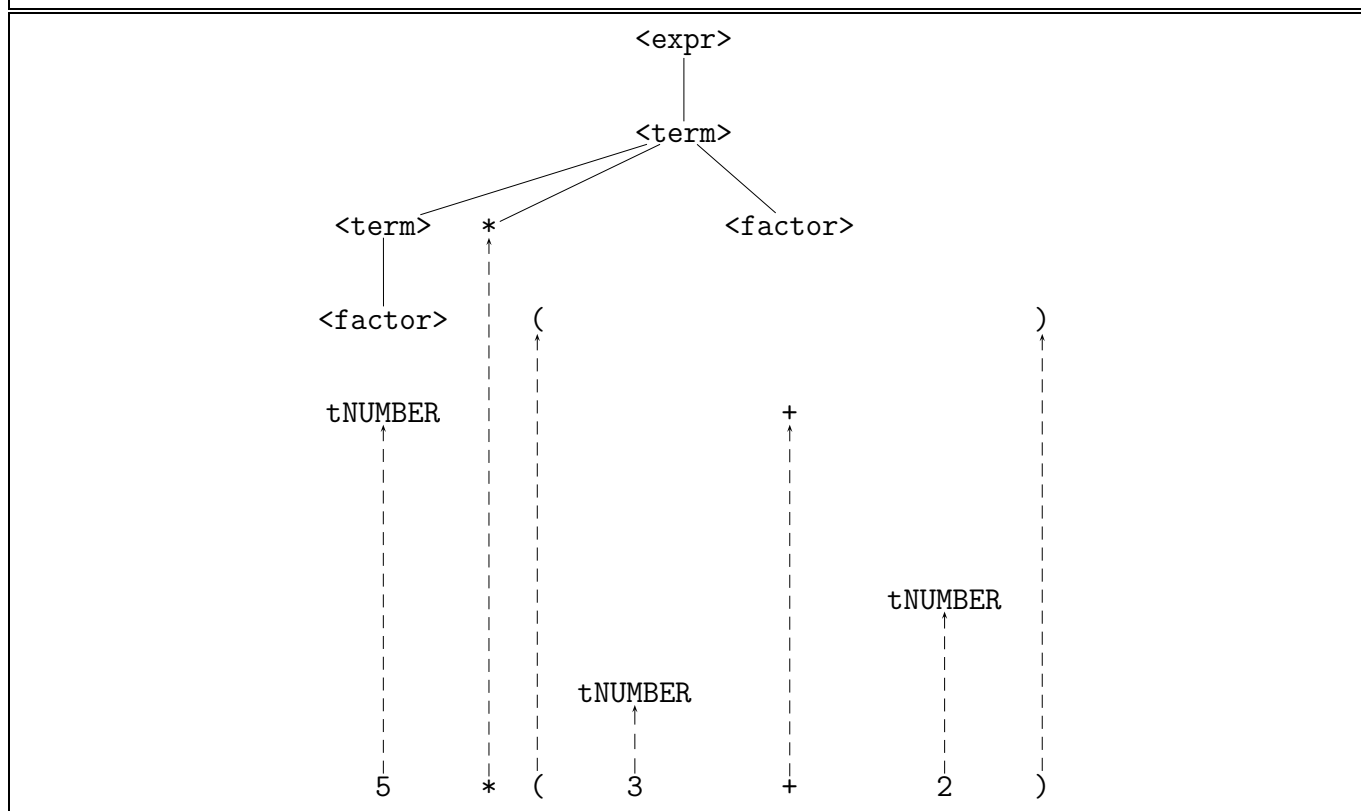 <expr>
<term>
<term> * <factor>
<factor> ( )
tNUMBER +
tNUMBER
tNUMBER
5 * ( 3 + 2 )